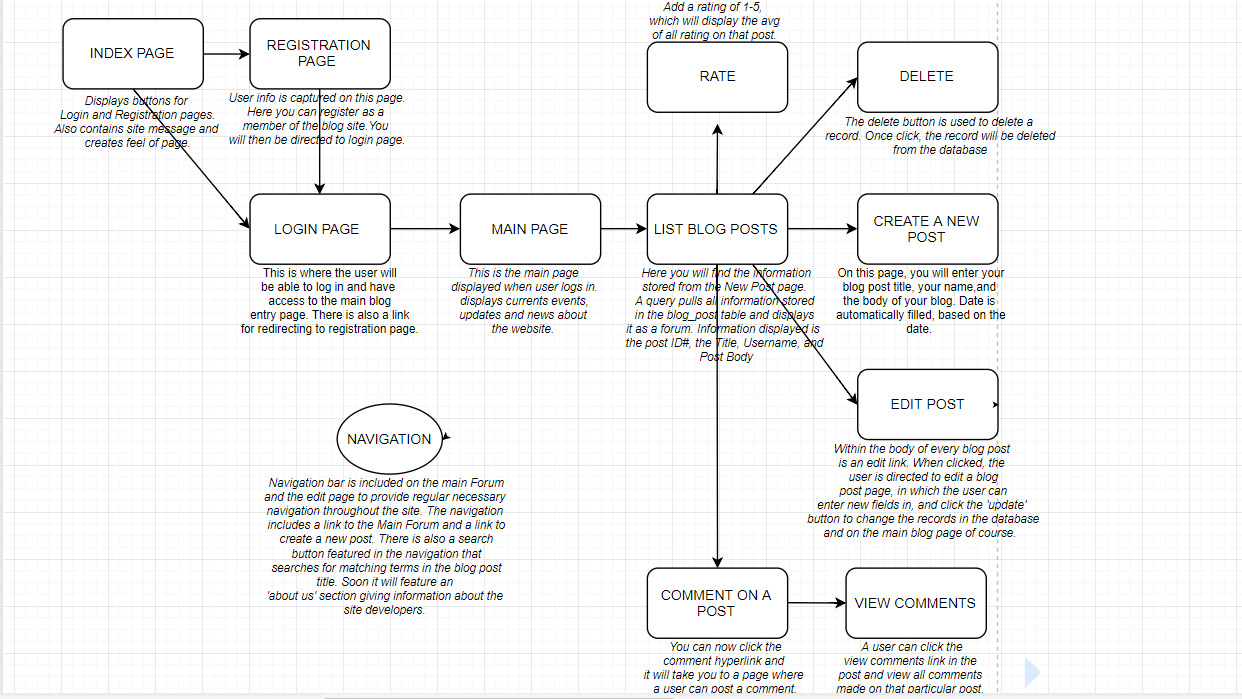 INDEX PAGE
Displays buttons for
Login and Registration pages.
Also contains site message and
creates feel of page.
REGISTRATION
PAGE
User info is captured on this page.
Here you can register as a
member of the blog site.You
will then be directed to login page.
Add a rating of 1-5,
which will display the avg
of all rating on that post.
RATE
DELETE
The delete button is used to delete a
record. Once click, the record will be deleted
from the database
LOGIN PAGE
This is where the user will
be able to log in and have
access to the main blog
entry page. There is also a link
for redirecting to registration page.
MAIN PAGE
This is the main page
displayed when user logs in.
displays currents events,
updates and news about
the website.
LIST BLOG POSTS
Here you will find the Information
stored from the New Post page.
A query pulls all information stored
in the blog_post table and displays
it as a forum. Information displayed is
the post ID#, the Title, Username, and
Post Body
CREATE A NEW
POST
On this page, you will enter your
blog post title, your name,and
the body of your blog. Date is
automatically filled, based on the
date.
EDIT POST
Within the body of every blog post
is an edit link. When clicked, the
user is directed to edit a blog
post page, in which the user can
enter new fields in, and click the 'update'
button to change the records in the database
and on the main blog page of course.
NAVIGATION
Navigation bar is included on the main Forum
and the edit page to provide regular necessary
navigation throughout the site. The navigation
includes a link to the Main Forum and a link to
create a new post. There is also a search
button featured in the navigation that
searches for matching terms in the blog post
title. Soon it will feature an
'about us' section giving information about the
site developers.
COMMENT ON A
POST
You can now click the
comment hyperlink and
it will take you to a page where
a user can post a comment.
VIEW COMMENTS
A user can click the
view comments link in the
post and view all comments
made on that particular post.